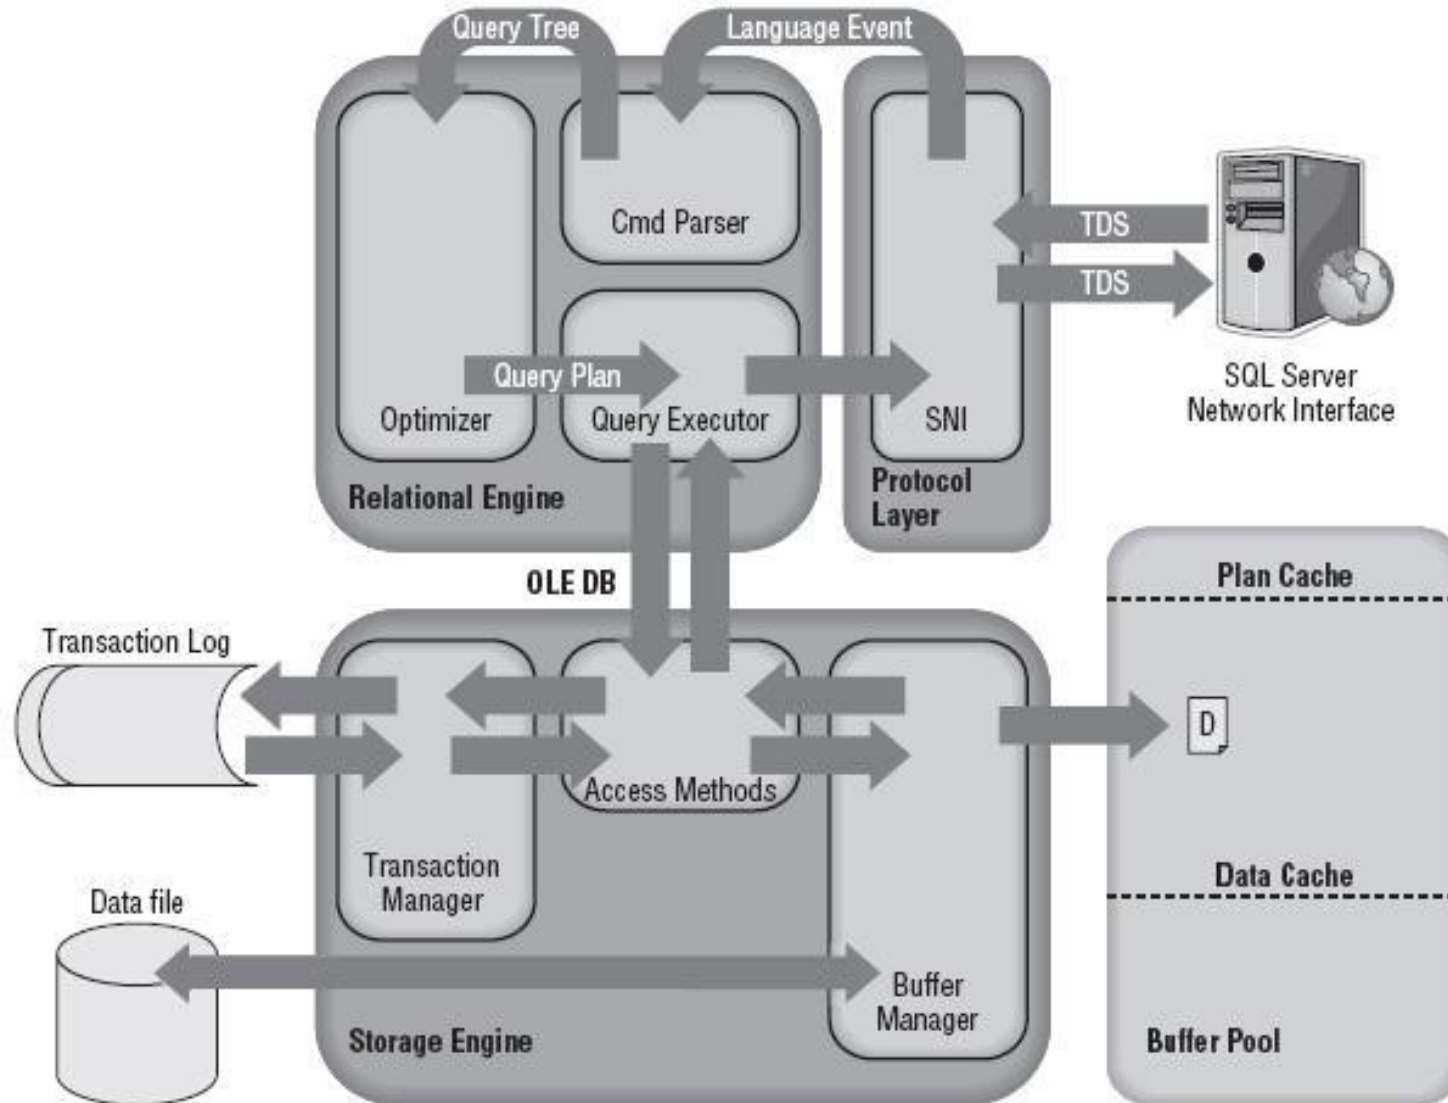 Query Tree
Language Event
Cmd Parser
TDS
TDS
SQL Server
Network Interface
Query Plan
Optimizer
Query Executor
SNI
Relational Engine
Protocol
Layer
OLE DB
Plan Cache
Transaction Log
D
Access Methods
Transaction
Manager
Data Cache
Data file
Buffer
Manager
Storage Engine
Buffer Pool